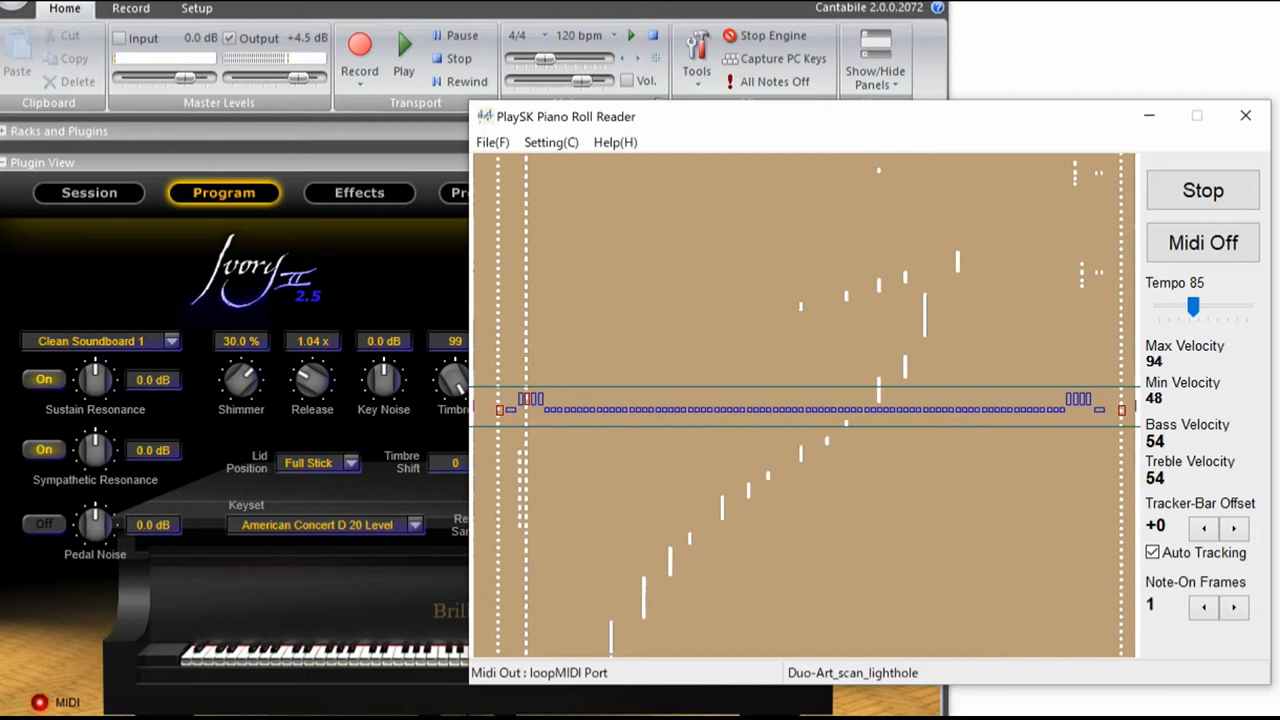 Home Record Setup Cantabile 2.0.0.2072
Cut Input 0.0 dB Output +4.5 dB Pause 4/4 120 bpm Stop Engine
Copy Stop Capture PC Keys
Paste Delete Record Play Rewind Vol. Tools All Notes Off Show/Hide Panels
Clipboard Master Levels Transport
Racks and Plugins
Plugin View
Session Program Effects
Ivory II
2.5
Clean Soundboard 1 30.0 % 1.04 x 0.0 dB 99
On 0.0 dB
Sustain Resonance Shimmer Release Key Noise
On 0.0 dB Lid Position Full Stick Timbre Shift 0
Sympathetic Resonance
Keyset
Off 0.0 dB American Concert D 20 Level
Pedal Noise
MIDI
PlaySK Piano Roll Reader
File(F) Setting(C) Help(H)
Stop
Midi Off
Tempo 85
Max Velocity
94
Min Velocity
48
Bass Velocity
54
Treble Velocity
54
Tracker-Bar Offset
+0
Auto Tracking
Note-On Frames
1
Midi Out : loopMIDI Port Duo-Art_scan_lighthole